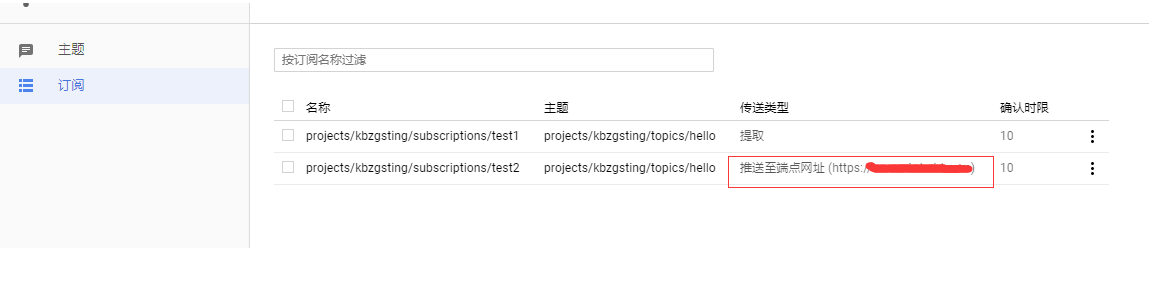 主题
订阅
按订阅名称过滤
名称 主题 传送类型 确认时限
projects/kbzgsting/subscriptions/test1 projects/kbzgsting/topics/hello 提取 10
projects/kbzgsting/subscriptions/test2 projects/kbzgsting/topics/hello 推送至端点网址 (https:/ ) 10